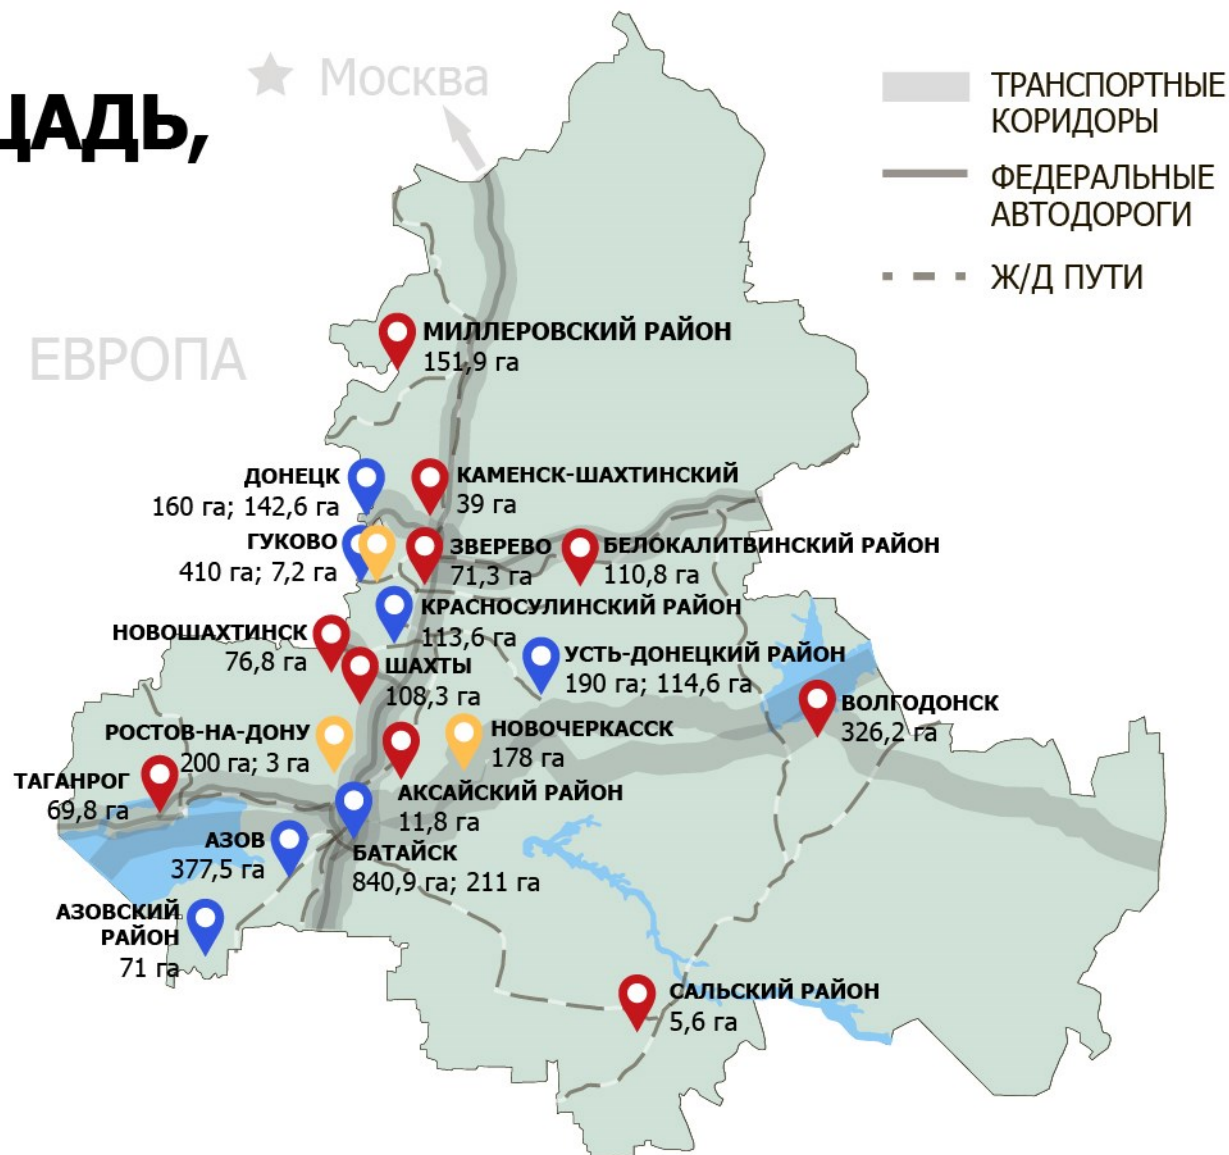 Москва
ЩАДЬ,
ТРАНСПОРТНЫЕ
КОРИДОРЫ
ФЕДЕРАЛЬНЫЕ
АВТОДОРОГИ
Ж/Д ПУТИ
ЕВРОПА
МИЛЛЕРОВСКИЙ РАЙОН
151,9 га
ДОНЕЦК
160 га; 142,6 га
КАМЕНСК-ШАХТИНСКИЙ
39 га
ГУКОВО
410 га; 7,2 га
ЗВЕРЕВО
71,3 га
БЕЛОКАЛИТВИНСКИЙ РАЙОН
110,8 га
КРАСНОСУЛИНСКИЙ РАЙОН
113,6 га
НОВОШАХТИНСК
76,8 га
ШАХТЫ
108,3 га
УСТЬ-ДОНЕЦКИЙ РАЙОН
190 га; 114,6 га
ВОЛГОДОНСК
326,2 га
РОСТОВ-НА-ДОНУ
200 га; 3 га
НОВОЧЕРКАССК
178 га
ТАГАНРОГ
69,8 га
АКСАЙСКИЙ РАЙОН
11,8 га
АЗОВ
377,5 га
БАТАЙСК
840,9 га; 211 га
АЗОВСКИЙ
РАЙОН
71 га
САЛЬСКИЙ РАЙОН
5,6 га